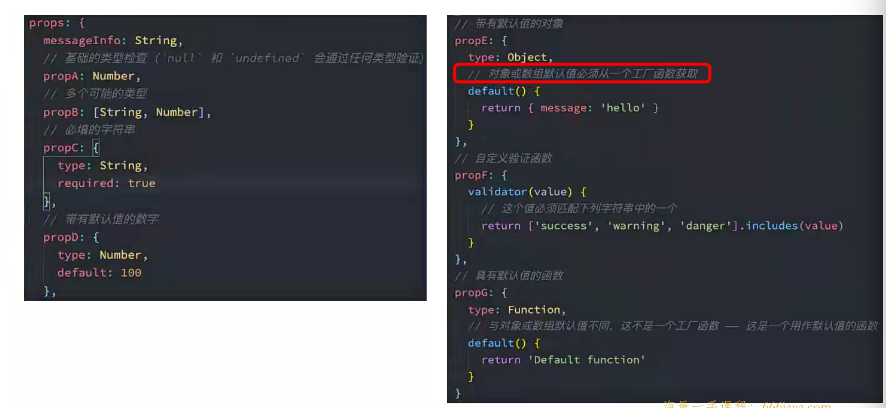 props: {
messageInfo: String,
// 基础的类型检查 (`null` 和 `undefined` 会通过任何类型验证)
propA: Number,
// 多个可能的类型
propB: [String, Number],
// 必填的字符串
propC: {
type: String,
required: true
},
// 带有默认值的数字
propD: {
type: Number,
default: 100
},
// 带有默认值的对象
propE: {
type: Object,
// 对象或数组默认值必须从一个工厂函数获取
default() {
return { message: 'hello' }
}
},
// 自定义验证函数
propF: {
validator(value) {
// 这个值必须匹配下列字符串中的一个
return ['success', 'warning', 'danger'].includes(value)
}
},
// 具有默认值的函数
propG: {
type: Function,
// 与对象或数组默认值不同，这不是一个工厂函数 —— 这是一个用作默认值的函数
default() {
return 'Default function'
}
}